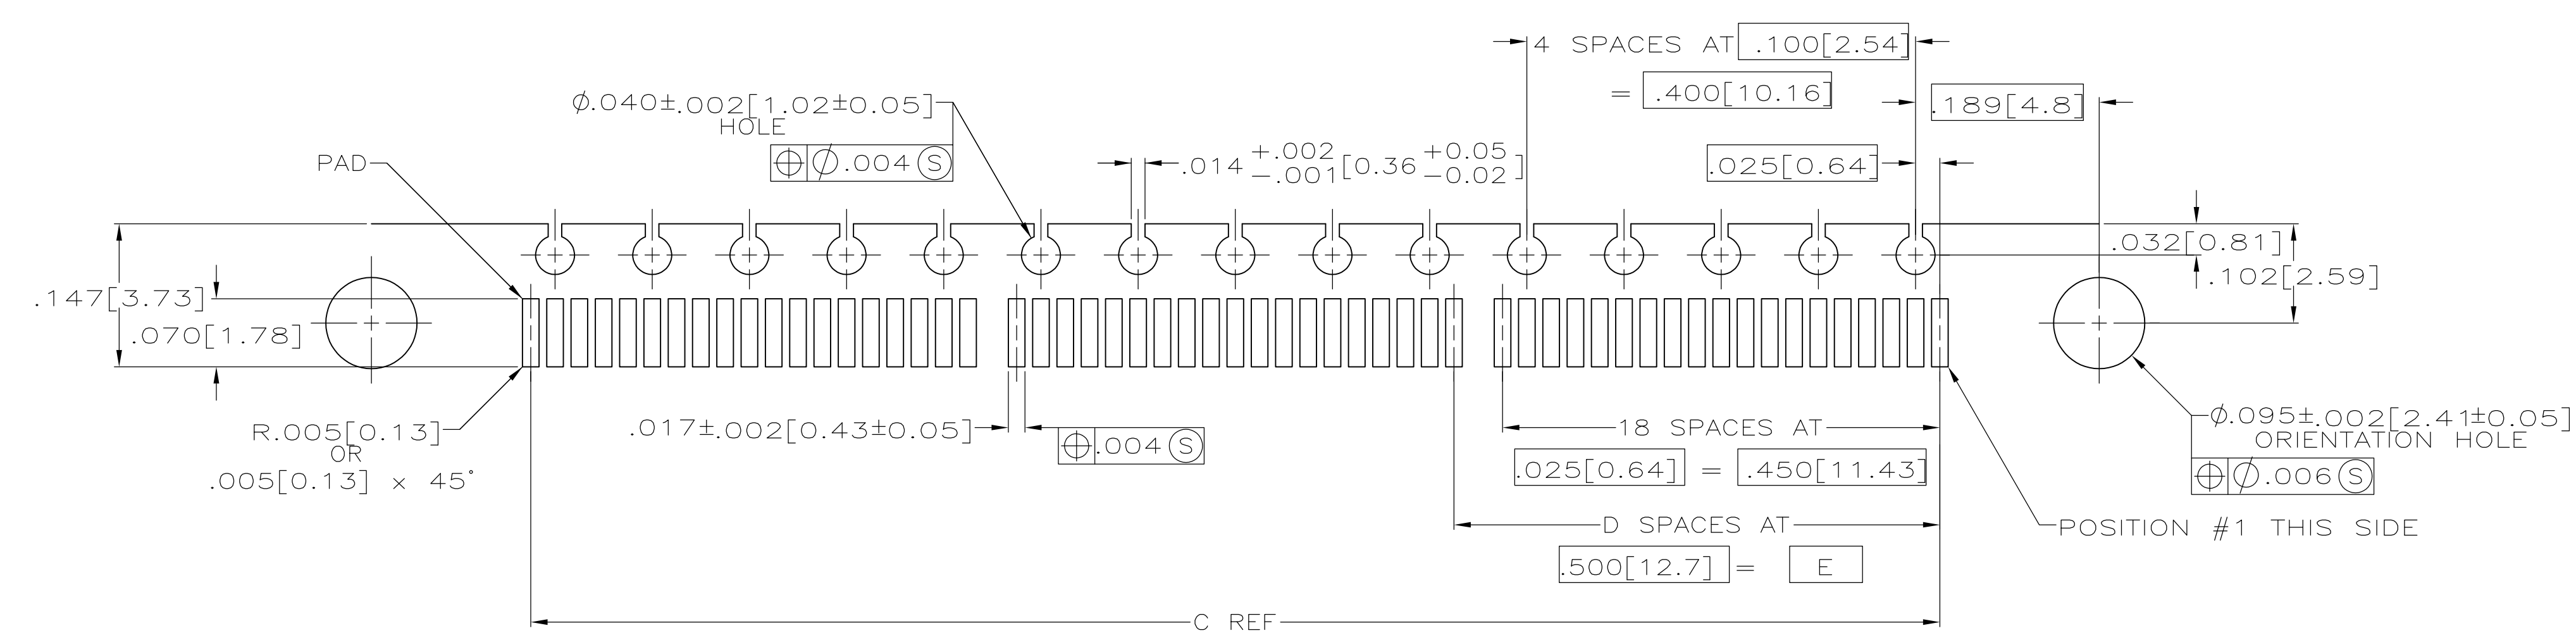 4 SPACES AT .100[2.54]
= .400[10.16]
.189[4.8]
⌀.040±.002[1.02±0.05]
HOLE
⌖ ⌀.004 Ⓢ
PAD
.014 +.002 -.001 [0.36 +0.05 -0.02]
.025[0.64]
.032[0.81]
.102[2.59]
.147[3.73]
.070[1.78]
R.005[0.13]
OR
.005[0.13] x 45°
.017±.002[0.43±0.05]
⌖ .004 Ⓢ
18 SPACES AT
.025[0.64] = .450[11.43]
D SPACES AT
.500[12.7] = E
C REF
⌀.095±.002[2.41±0.05]
ORIENTATION HOLE
⌖ ⌀.006 Ⓢ
POSITION #1 THIS SIDE